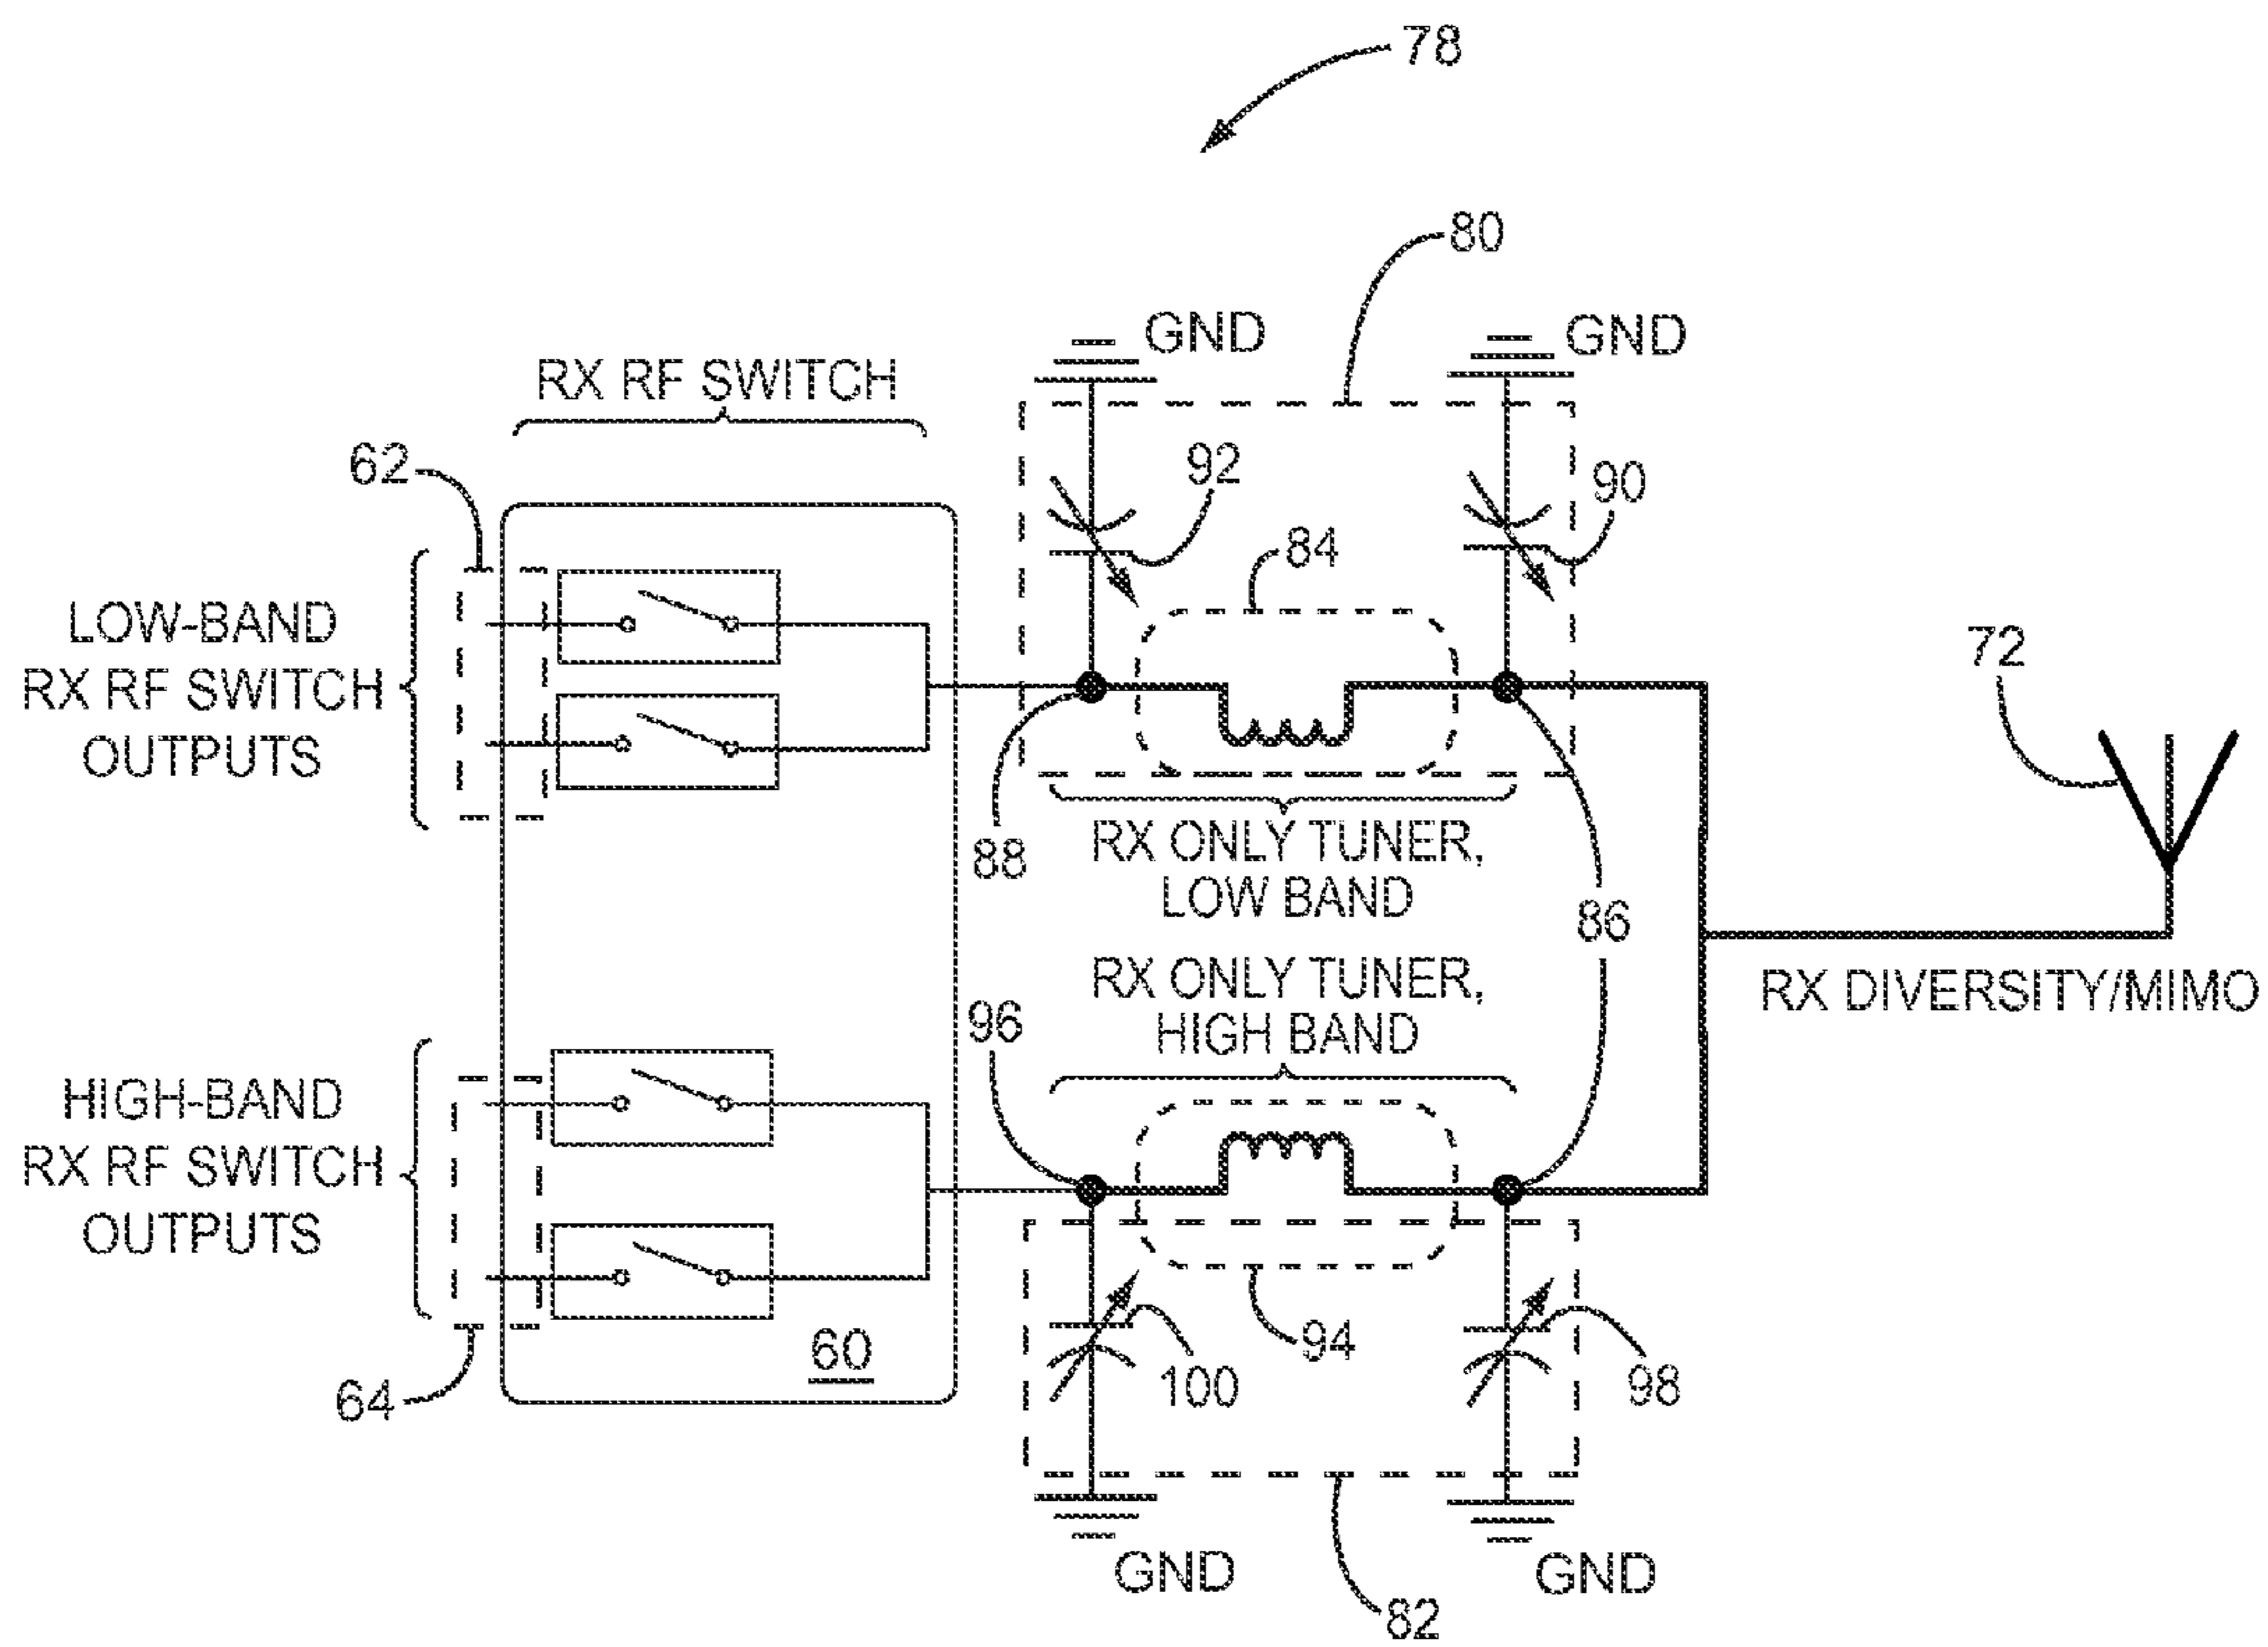 78
80
GND
GND
RX RF SWITCH
62
92
90
84
LOW-BAND
RX RF SWITCH
OUTPUTS
72
88
RX ONLY TUNER,
LOW BAND
86
RX ONLY TUNER,
HIGH BAND
RX DIVERSITY/MIMO
96
HIGH-BAND
RX RF SWITCH
OUTPUTS
60
64
94
100
98
GND
GND
82